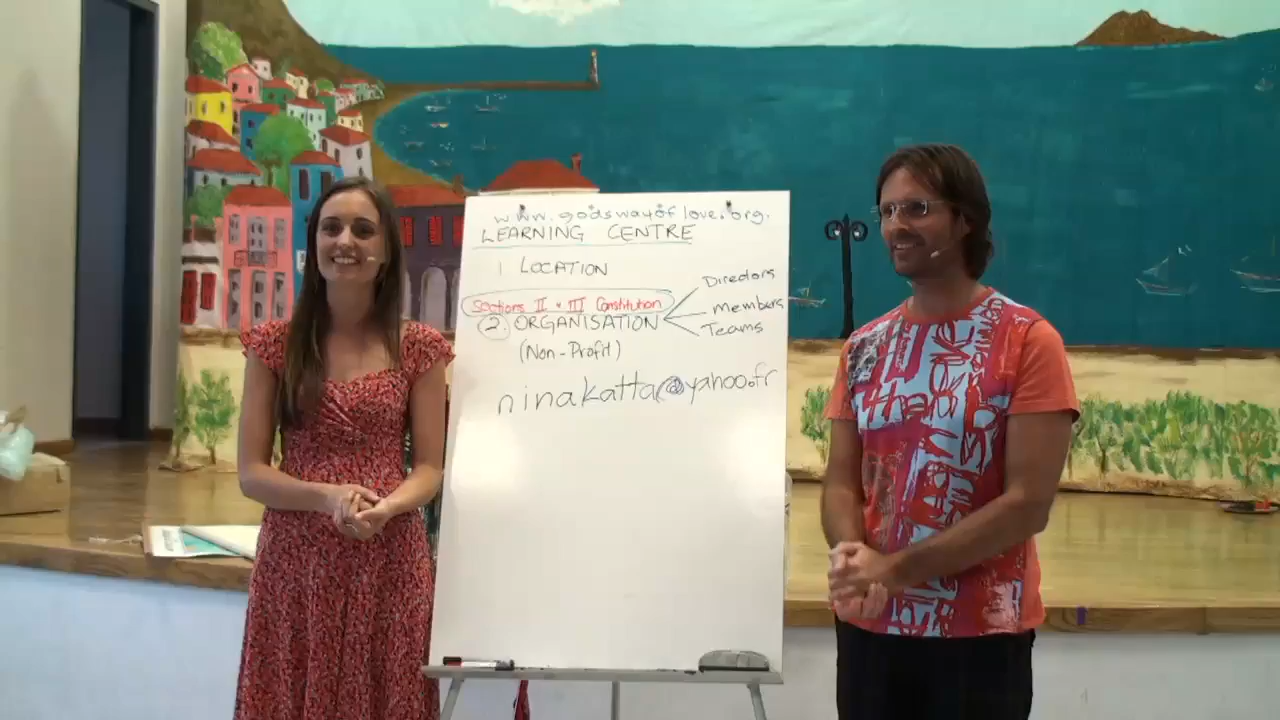 www.godswayoflove.org.
LEARNING CENTRE
1 LOCATION
Sections II + III Constitution
2. ORGANISATION
Directors
Members
Teams
(Non-Profit)
ninakatta@yahoo.fr
thank